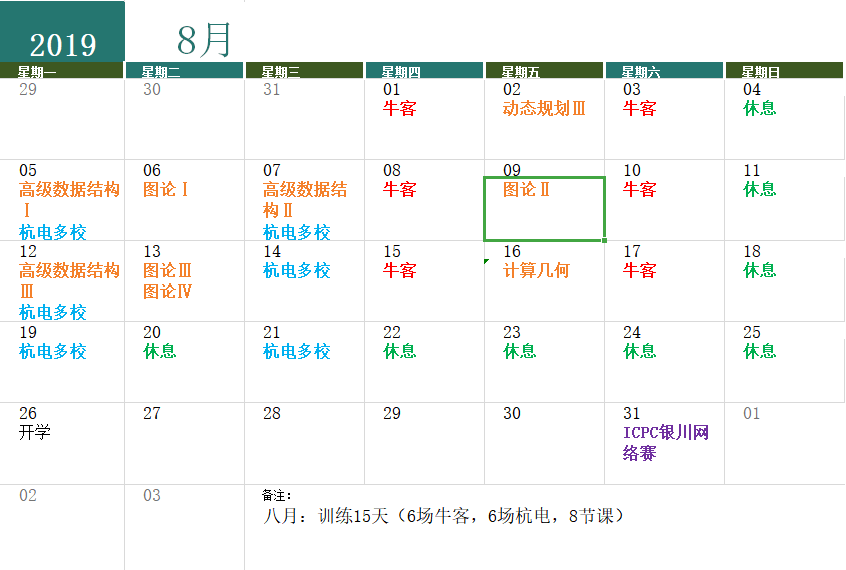 2019
8月
星期一 星期二 星期三 星期四 星期五 星期六 星期日
29 30 31 01 02 03 04
牛客 动态规划Ⅲ 牛客 休息
05 06 07 08 09 10 11
高级数据结构 图论Ⅰ 高级数据结 牛客 图论Ⅱ 牛客 休息
Ⅰ 构Ⅱ
杭电多校 杭电多校
12 13 14 15 16 17 18
高级数据结构 图论Ⅲ 杭电多校 牛客 计算几何 牛客 休息
Ⅲ 图论Ⅳ
杭电多校
19 20 21 22 23 24 25
杭电多校 休息 杭电多校 休息 休息 休息 休息
26 27 28 29 30 31 01
开学 ICPC银川网
络赛
02 03 备注:
八月：训练15天（6场牛客，6场杭电，8节课）